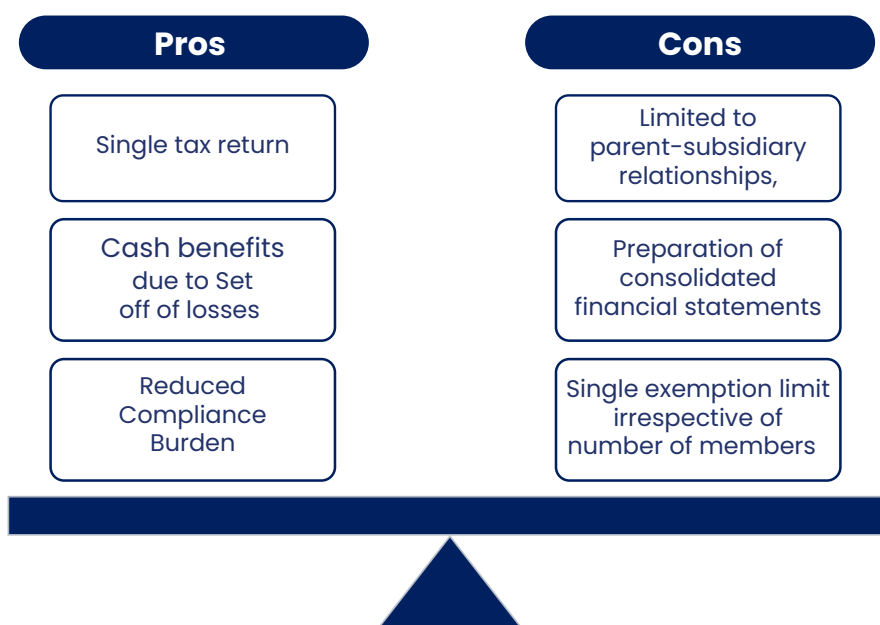 Pros
Single tax return
Cash benefits
due to Set
off of losses
Reduced
Compliance
Burden
Cons
Limited to
parent-subsidiary
relationships,
Preparation of
consolidated
financial statements
Single exemption limit
irrespective of
number of members